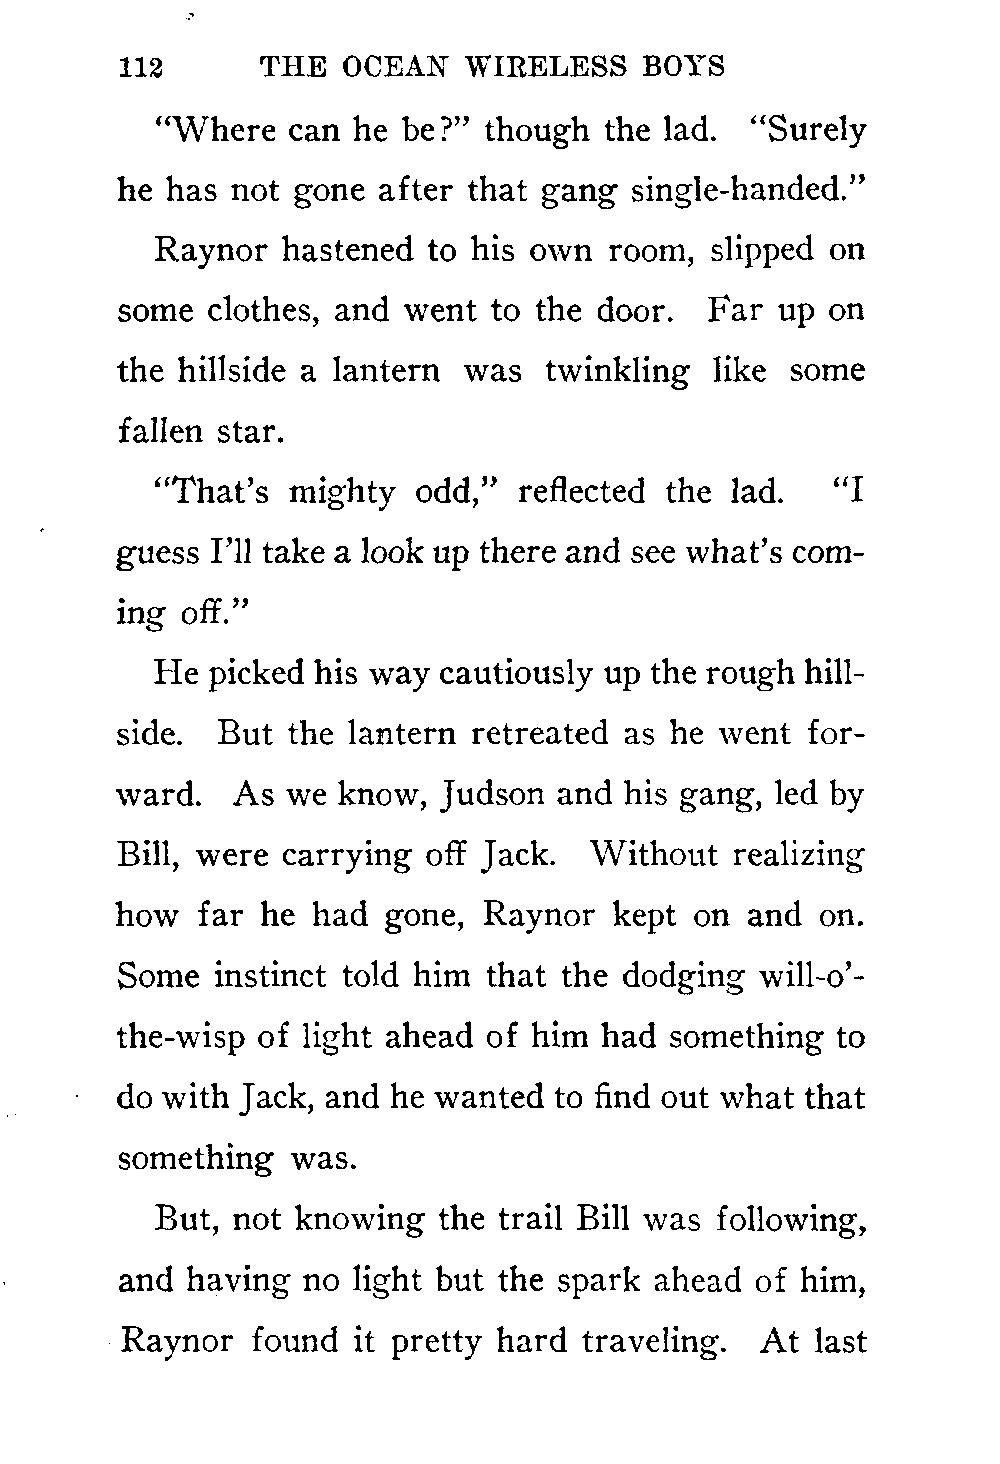 112 THE OCEAN WIRELESS BOYS
“Where can he be?” though the lad. “Surely
he has not gone after that gang single-handed.”
Raynor hastened to his own room, slipped on
some clothes, and went to the door. Far up on
the hillside a lantern was twinkling like some
fallen star.
“That’s mighty odd,” reflected the lad. “I
guess I’ll take a look up there and see what’s com-
ing off.”
He picked his way cautiously up the rough hill-
side. But the lantern retreated as he went for-
ward. As we know, Judson and his gang, led by
Bill, were carrying off Jack. Without realizing
how far he had gone, Raynor kept on and on.
Some instinct told him that the dodging will-o’-
the-wisp of light ahead of him had something to
do with Jack, and he wanted to find out what that
something was.
But, not knowing the trail Bill was following,
and having no light but the spark ahead of him,
Raynor found it pretty hard traveling. At last